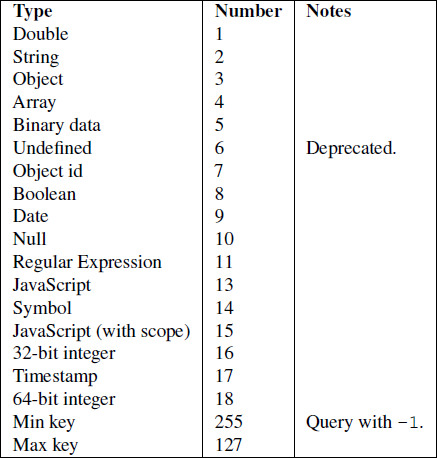 Type Number Notes
Double 1
String 2
Object 3
Array 4
Binary data 5
Undefined 6 Deprecated.
Object id 7
Boolean 8
Date 9
Null 10
Regular Expression 11
JavaScript 13
Symbol 14
JavaScript (with scope) 15
32-bit integer 16
Timestamp 17
64-bit integer 18
Min key 255 Query with -1.
Max key 127